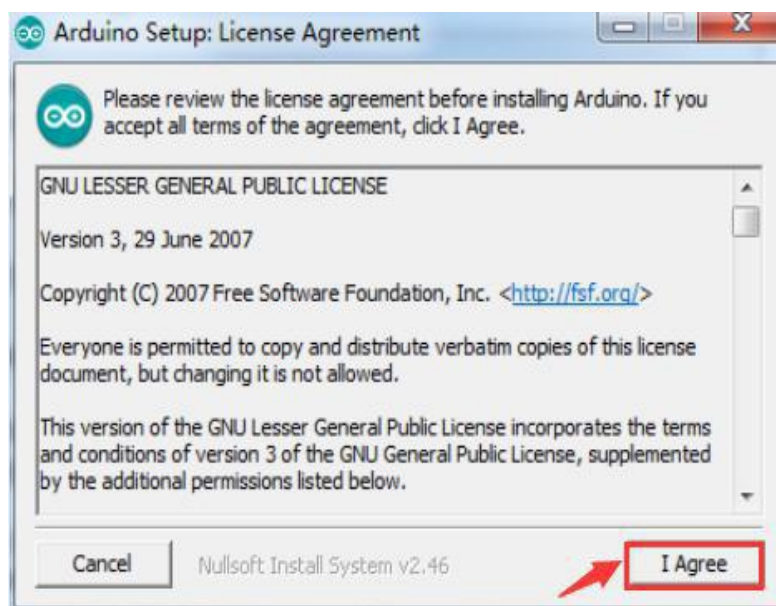 Arduino Setup: License Agreement
Please review the license agreement before installing Arduino. If you
accept all terms of the agreement, click I Agree.
GNU LESSER GENERAL PUBLIC LICENSE
Version 3, 29 June 2007
Copyright (C) 2007 Free Software Foundation, Inc. <http://fsf.org/>
Everyone is permitted to copy and distribute verbatim copies of this license
document, but changing it is not allowed.
This version of the GNU Lesser General Public License incorporates the terms
and conditions of version 3 of the GNU General Public License, supplemented
by the additional permissions listed below.
Cancel Nullsoft Install System v2.46 I Agree